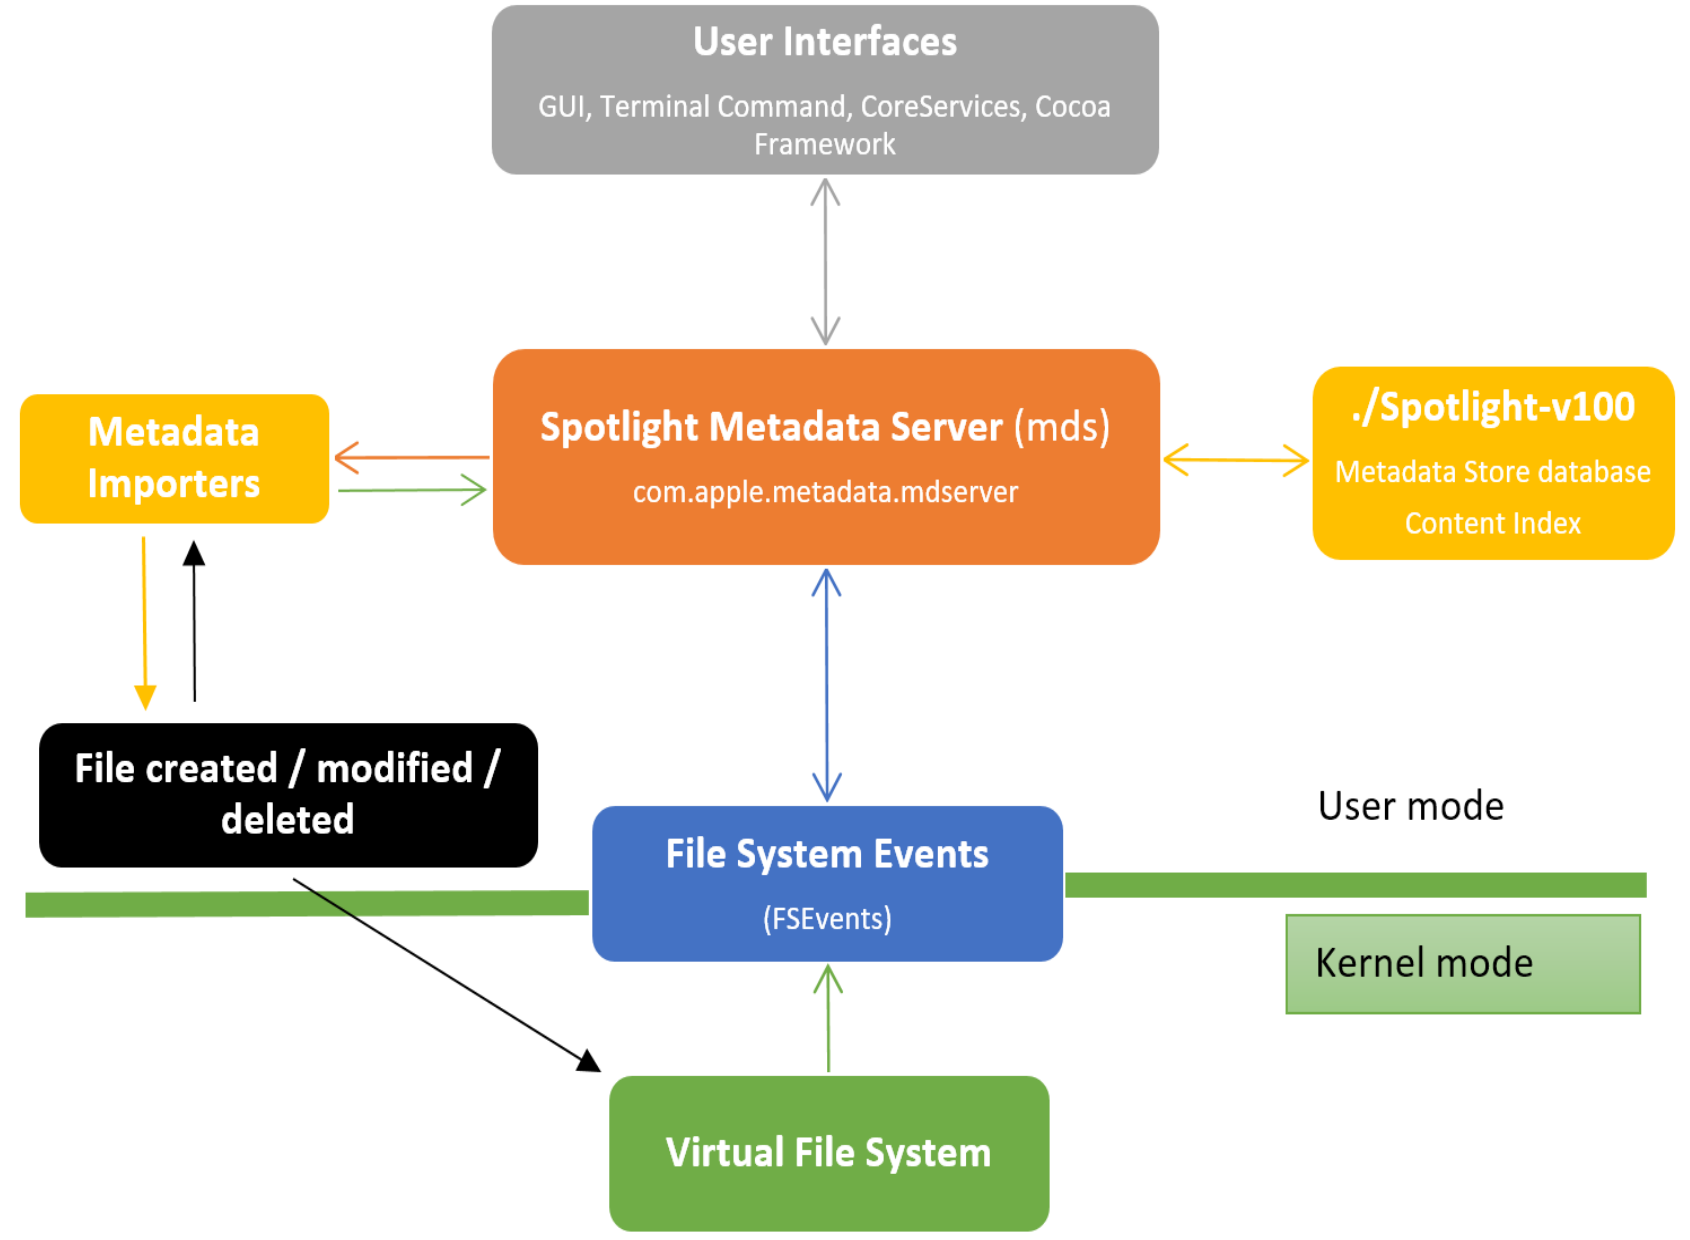 User Interfaces
GUI, Terminal Command, CoreServices, Cocoa
Framework
Metadata
Importers
Spotlight Metadata Server (mds)
com.apple.metadata.mdserver
./Spotlight-v100
Metadata Store database
Content Index
File created / modified /
deleted
File System Events
(FSEvents)
User mode
Kernel mode
Virtual File System